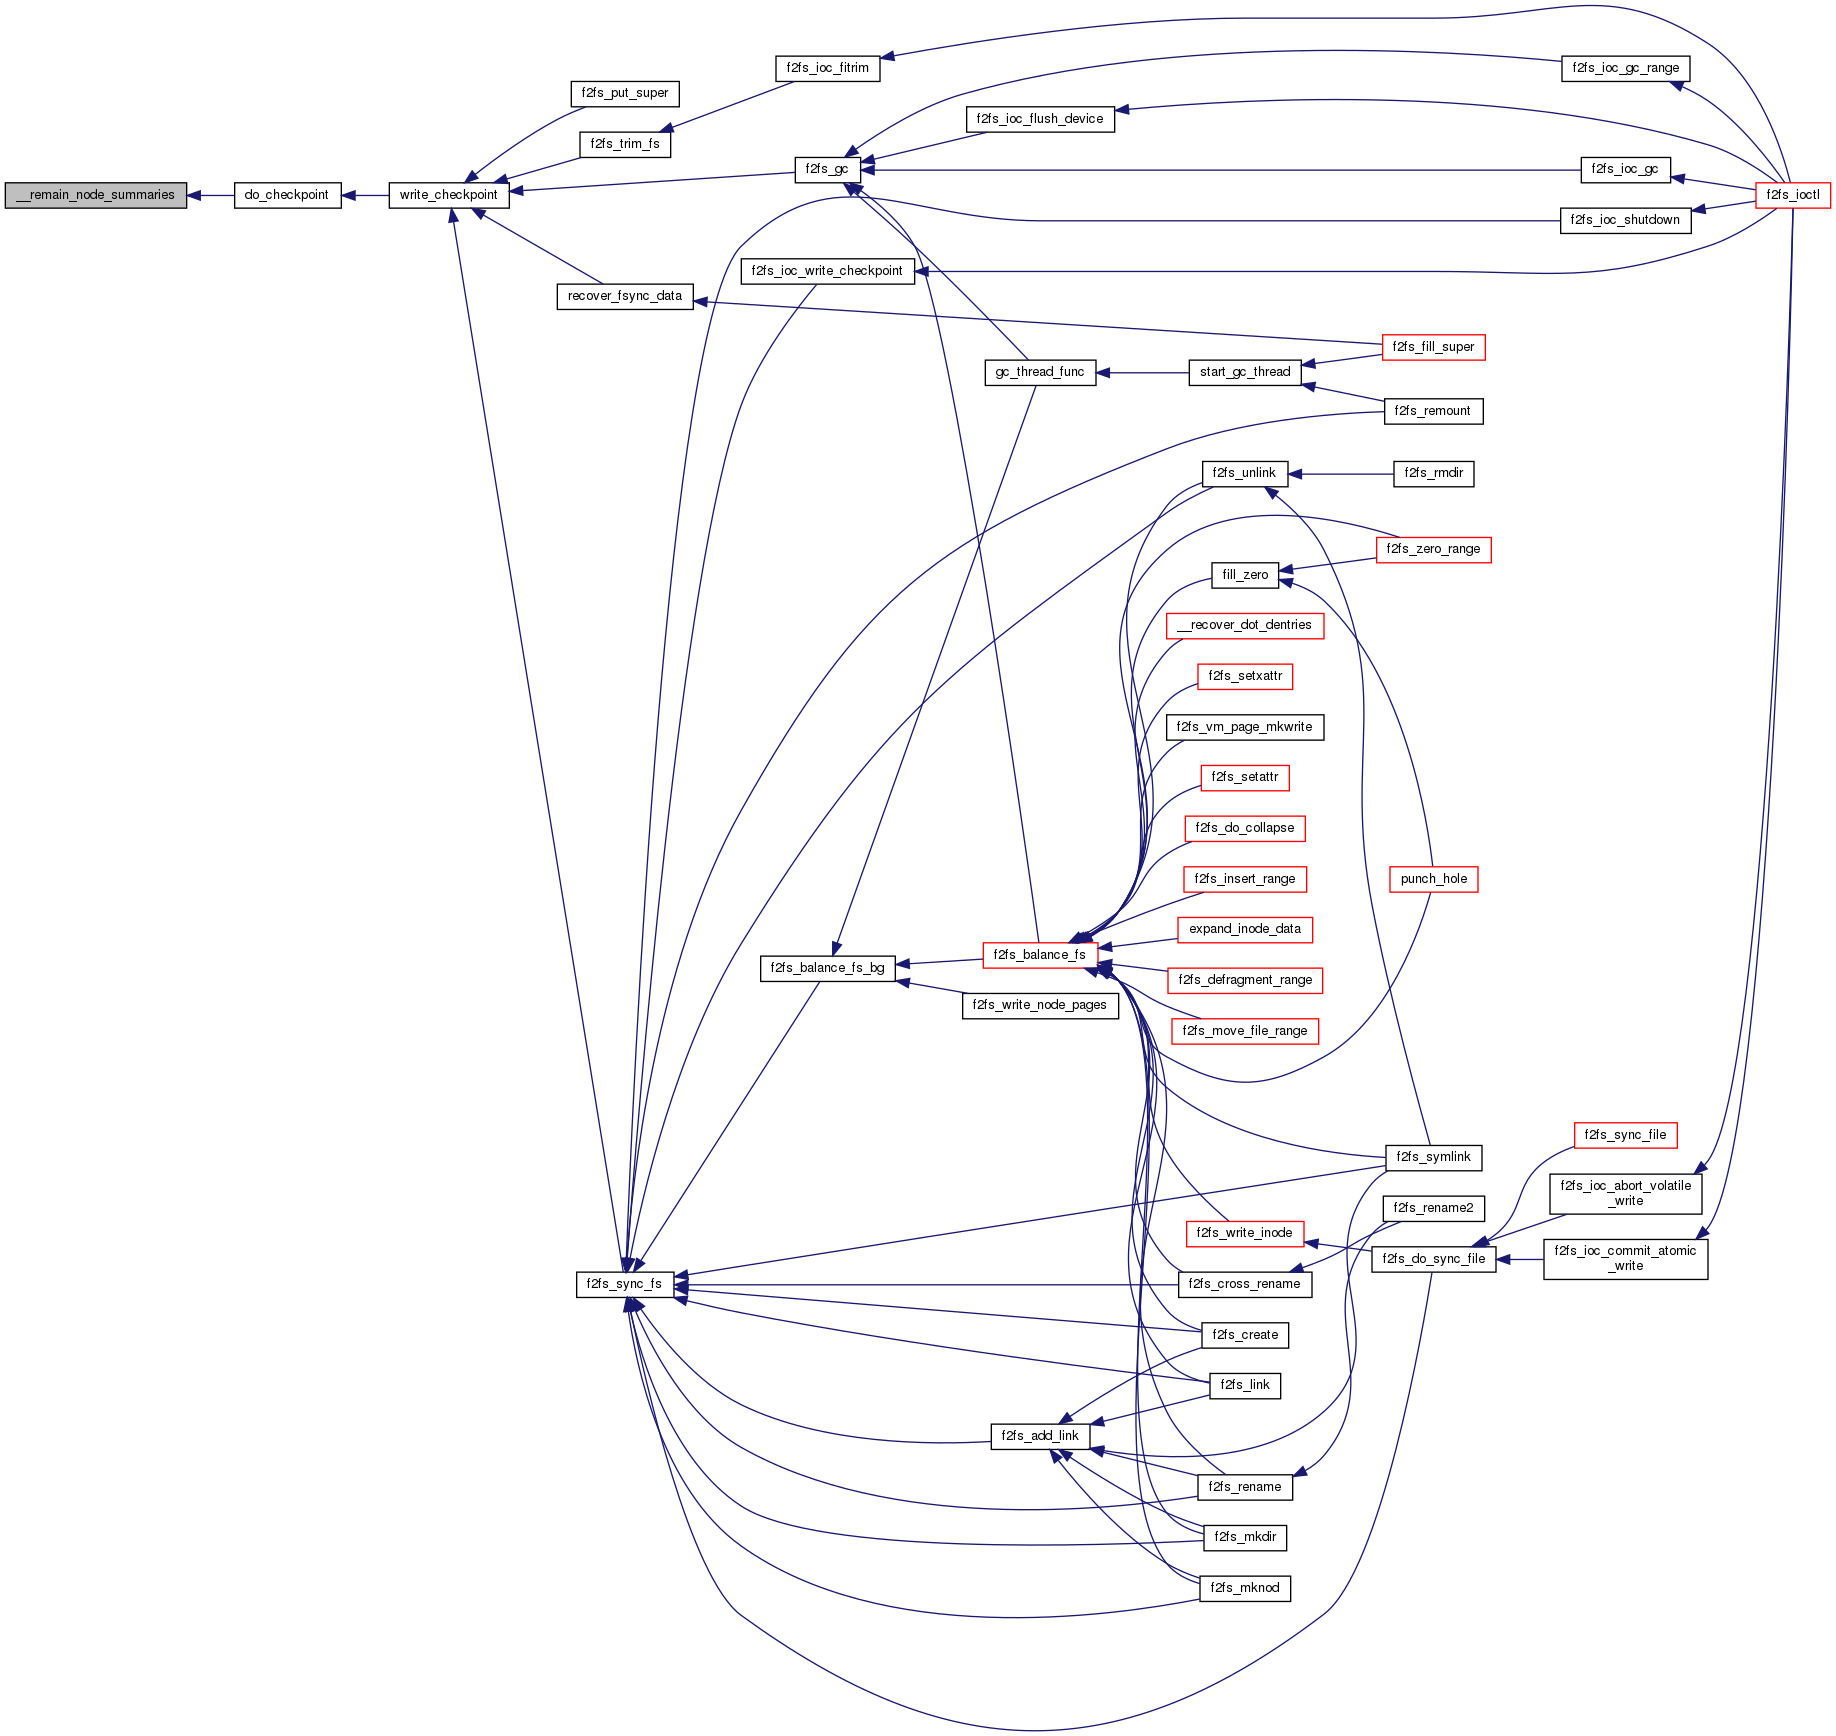 f2fs_ioc_fitrim
f2fs_ioc_gc_range
f2fs_put_super
f2fs_ioc_flush_device
f2fs_trim_fs
f2fs_gc
f2fs_ioc_gc
__remain_node_summaries
do_checkpoint
write_checkpoint
f2fs_ioctl
f2fs_ioc_shutdown
f2fs_ioc_write_checkpoint
recover_fsync_data
f2fs_fill_super
gc_thread_func
start_gc_thread
f2fs_remount
f2fs_unlink
f2fs_rmdir
f2fs_zero_range
fill_zero
__recover_dot_dentries
f2fs_setxattr
f2fs_vm_page_mkwrite
f2fs_setattr
f2fs_do_collapse
f2fs_insert_range
punch_hole
expand_inode_data
f2fs_balance_fs
f2fs_balance_fs_bg
f2fs_defragment_range
f2fs_write_node_pages
f2fs_move_file_range
f2fs_sync_file
f2fs_symlink
f2fs_ioc_abort_volatile
_write
f2fs_rename2
f2fs_write_inode
f2fs_do_sync_file
f2fs_ioc_commit_atomic
_write
f2fs_sync_fs
f2fs_cross_rename
f2fs_create
f2fs_link
f2fs_add_link
f2fs_rename
f2fs_mkdir
f2fs_mknod